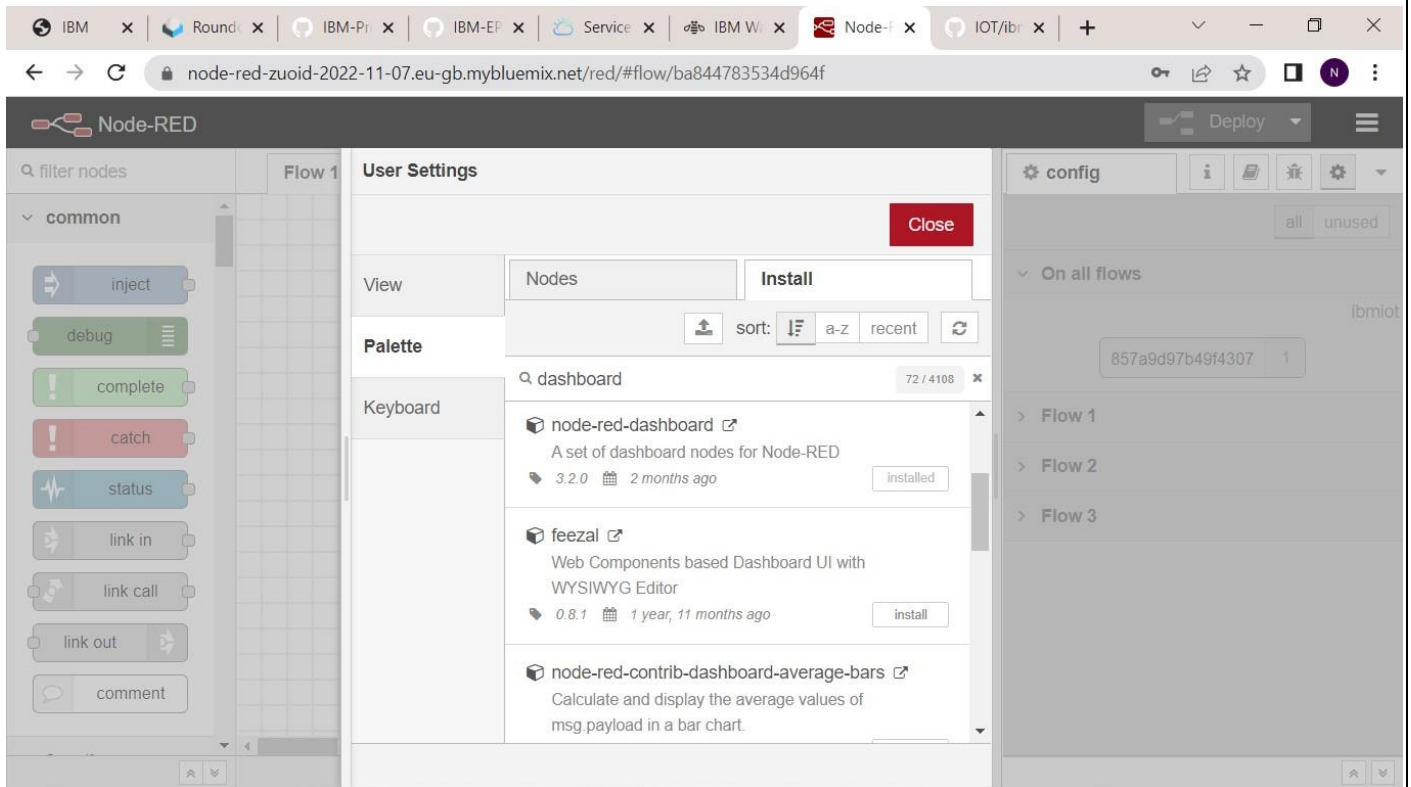 IBM
Rounde
IBM-Pr
IBM-EP
Service
IBM W
Node-R
IOT/ibr
node-red-zuoid-2022-11-07.eu-gb.mybluemix.net/red/#flow/ba844783534d964f
N
Node-RED
Deploy
filter nodes
Flow 1
User Settings
config
i
common
Close
all
unused
inject
View
Nodes
Install
On all flows
ibmiot
debug
Palette
sort:
a-z
recent
857a9d97b49f4307
1
complete
dashboard
72 / 4108
Keyboard
catch
node-red-dashboard
A set of dashboard nodes for Node-RED
3.2.0
2 months ago
installed
Flow 1
status
Flow 2
link in
feezal
Web Components based Dashboard UI with
WYSIWYG Editor
0.8.1
1 year, 11 months ago
install
Flow 3
link call
link out
node-red-contrib-dashboard-average-bars
Calculate and display the average values of
msg.payload in a bar chart.
comment